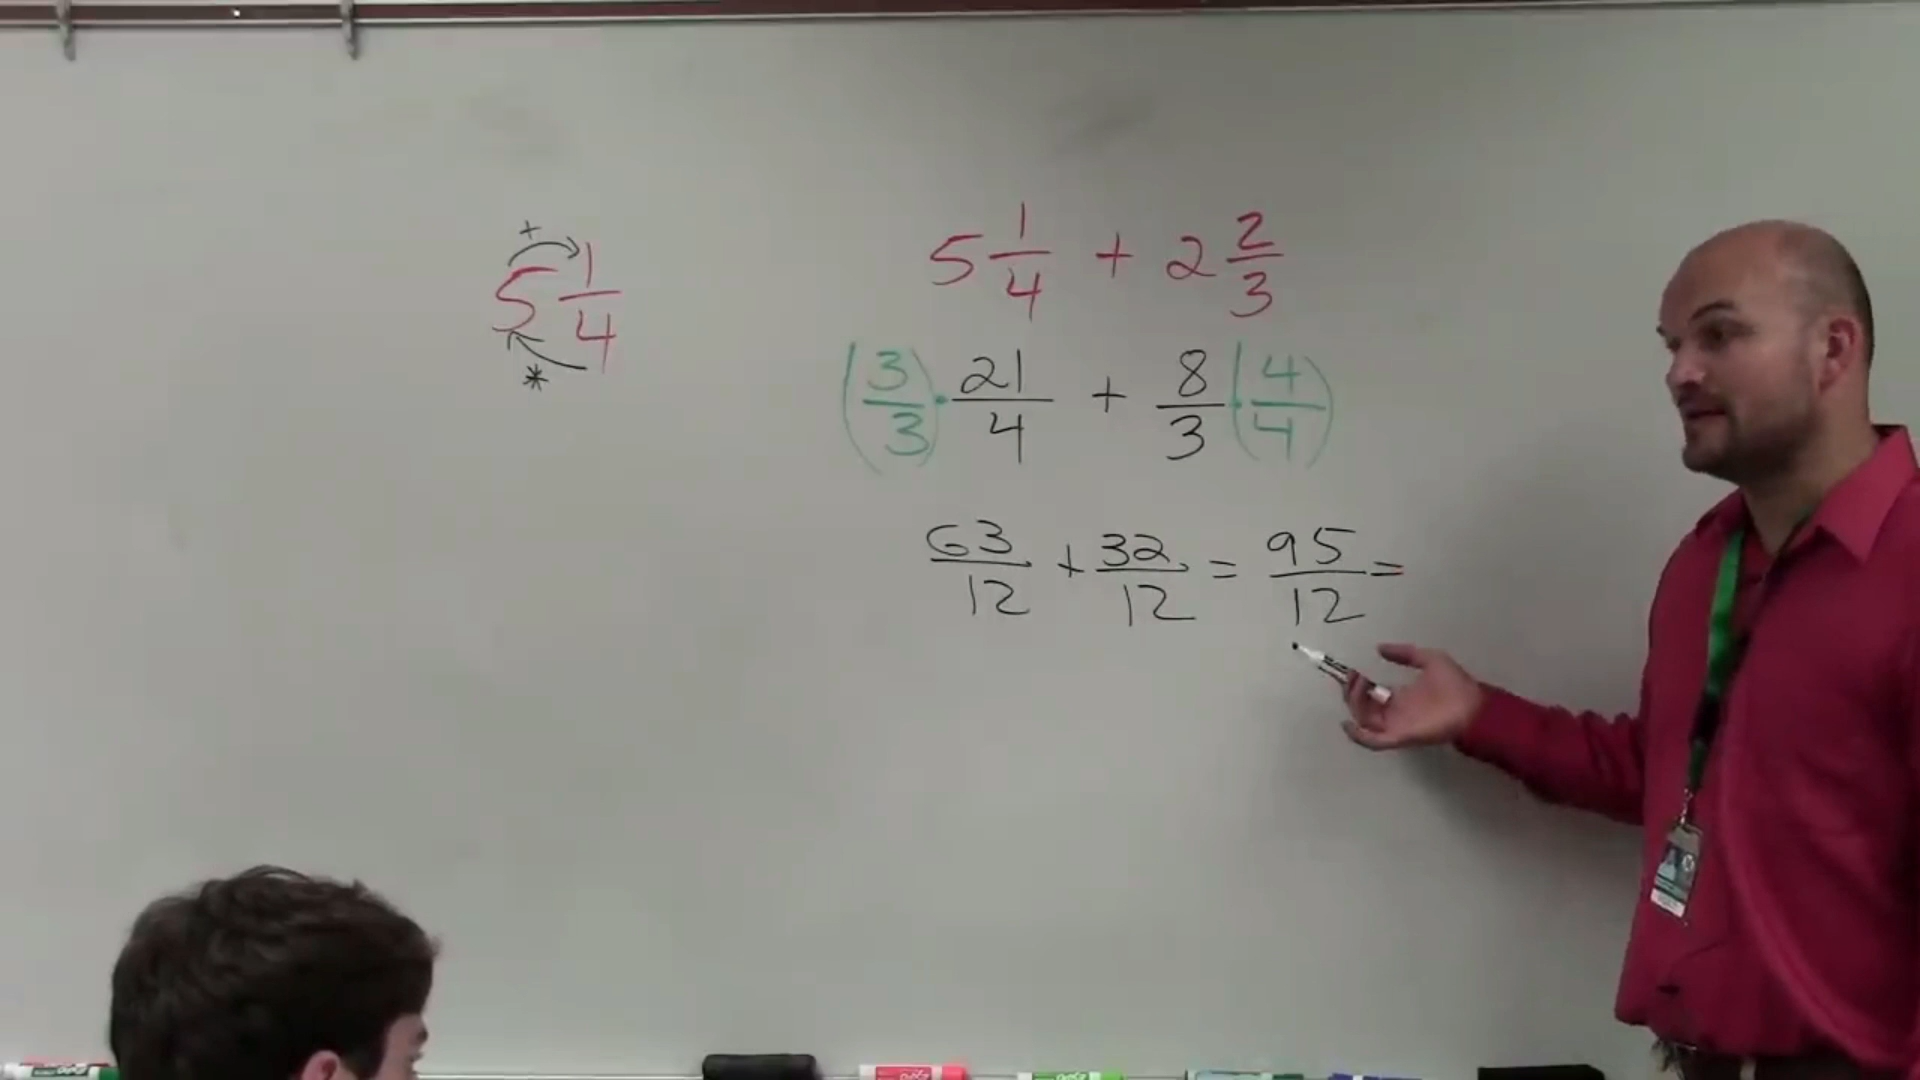 +
5 1/4
*
5 1/4 + 2 2/3
(3/3) · 21/4 + 8/3 · (4/4)
63/12 + 32/12 = 95/12 =